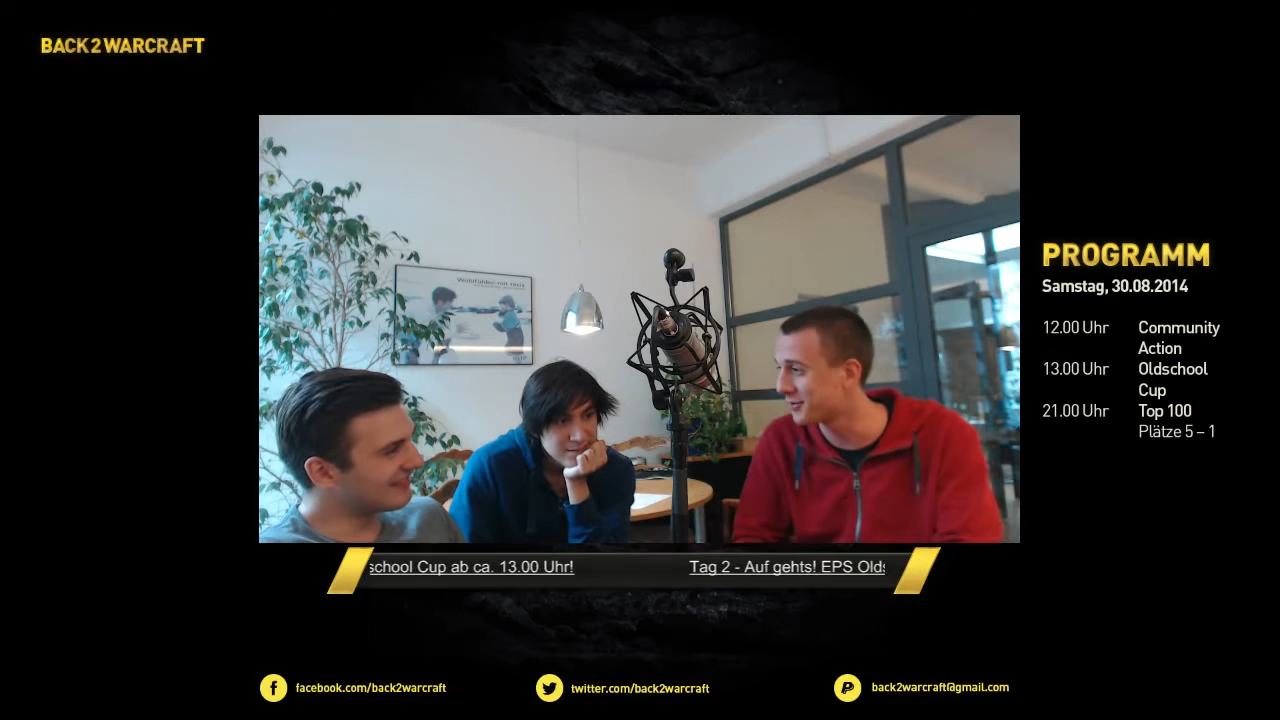 BACK2WARCRAFT
Wohlfühlen mit
PROGRAMM
Samstag, 30.08.2014
12.00 Uhr Community
Action
13.00 Uhr Oldschool
Cup
21.00 Uhr Top 100
Plätze 5 – 1
school Cup ab ca. 13.00 Uhr! Tag 2 - Auf gehts! EPS Olds
facebook.com/back2warcraft twitter.com/back2warcraft back2warcraft@gmail.com